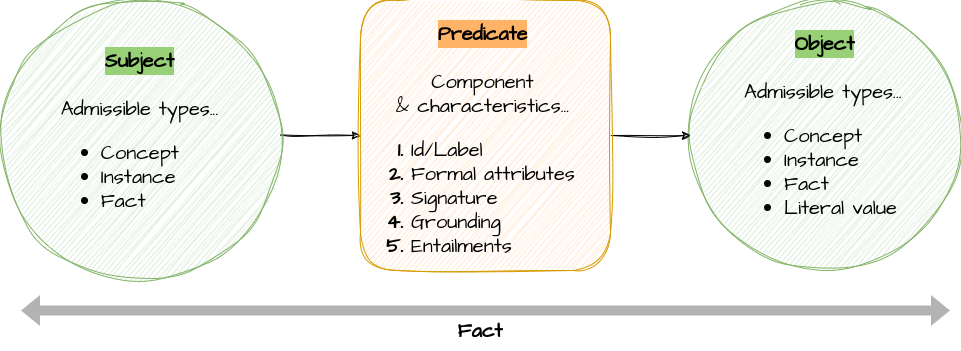 Subject
Admissible types...
• Concept
• Instance
• Fact
Predicate
Component
& characteristics...
1. Id/Label
2. Formal attributes
3. Signature
4. Grounding
5. Entailments
Object
Admissible types...
• Concept
• Instance
• Fact
• Literal value
Fact